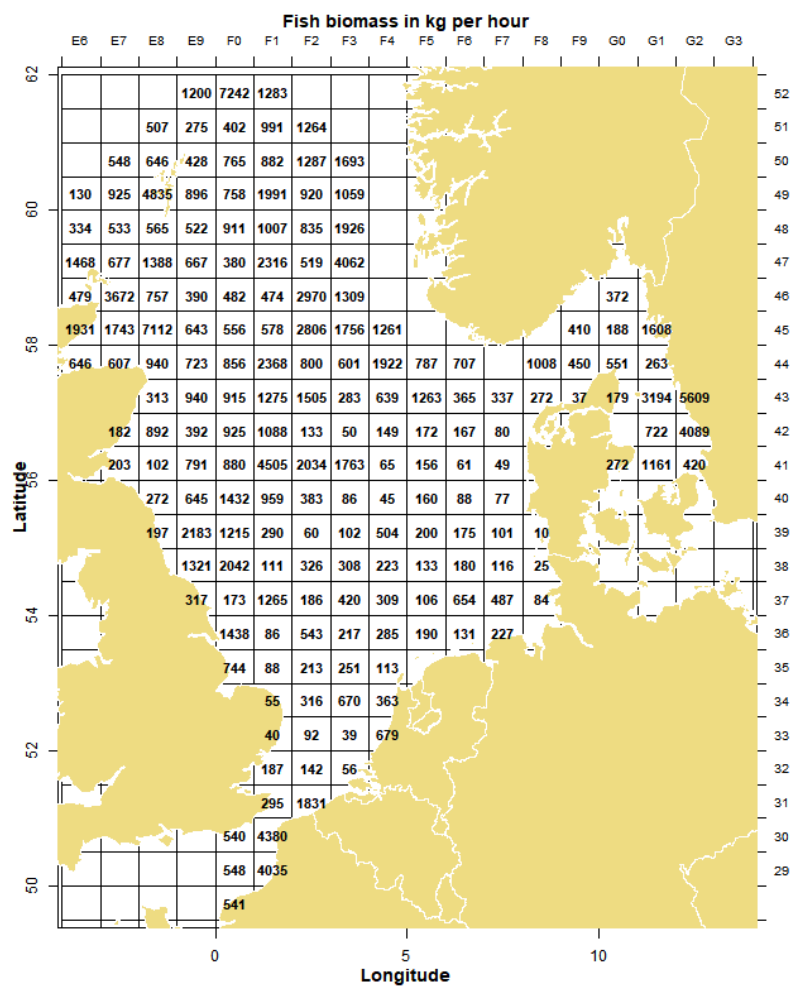 Fish biomass in kg per hour
E6 E7 E8 E9 F0 F1 F2 F3 F4 F5 F6 F7 F8 F9 G0 G1 G2 G3
62
1200 7242 1283 52
507 275 402 991 1264 51
548 646 428 765 882 1287 1693 50
130 925 4835 896 758 1991 920 1059 49
60
334 533 565 522 911 1007 835 1926 48
1468 677 1388 667 380 2316 519 4062 47
479 3672 757 390 482 474 2970 1309 372 46
1931 1743 7112 643 556 578 2806 1756 1261 410 188 1608 45
58
646 607 940 723 856 2368 800 601 1922 787 707 1008 450 551 263 44
313 940 915 1275 1505 283 639 1263 365 337 272 37 179 3194 5609 43
182 892 392 925 1088 133 50 149 172 167 80 722 4089 42
203 102 791 880 4505 2034 1763 65 156 61 49 272 1161 420 41
56
Latitude
272 645 1432 959 383 86 45 160 88 77 40
197 2183 1215 290 60 102 504 200 175 101 10 39
1321 2042 111 326 308 223 133 180 116 25 38
317 173 1265 186 420 309 106 654 487 84 37
54
1438 86 543 217 285 190 131 227 36
744 88 213 251 113 35
55 316 670 363 34
40 92 39 679 33
52
187 142 56 32
295 1831 31
540 4380 30
548 4035 29
50
541
0 5 10
Longitude